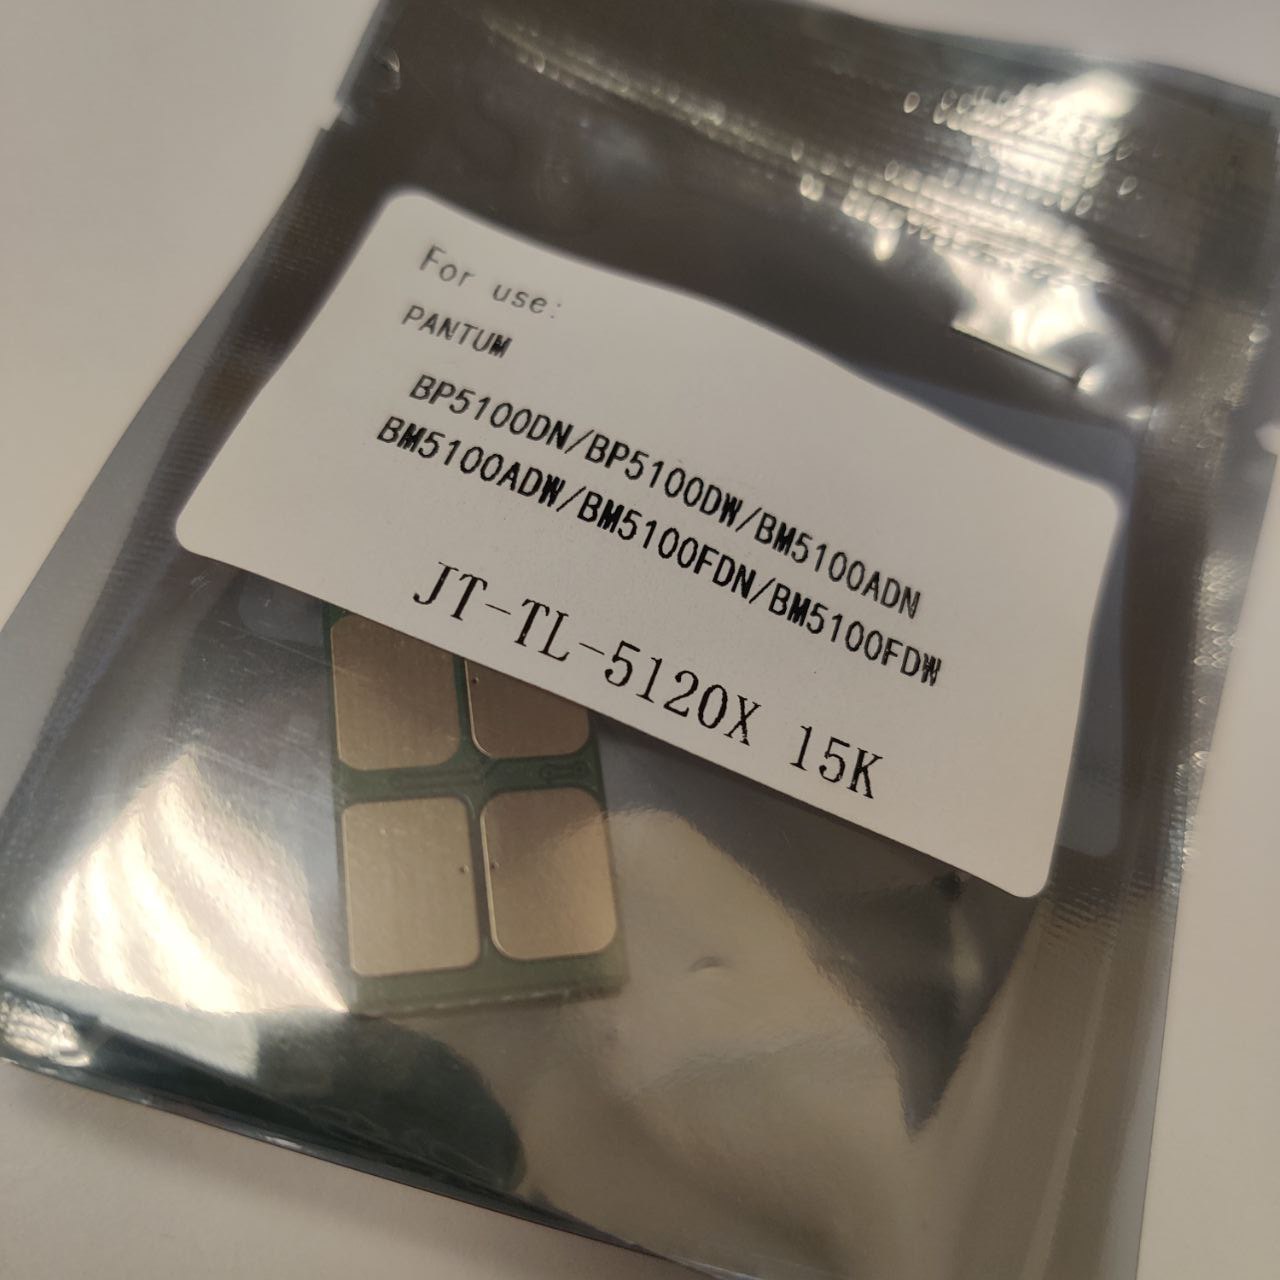 For use:
PANTUM
BP5100DN/BP5100DW/BM5100ADN
BM5100ADW/BM5100FDN/BM5100FDW
JT-TL-5120X 15K